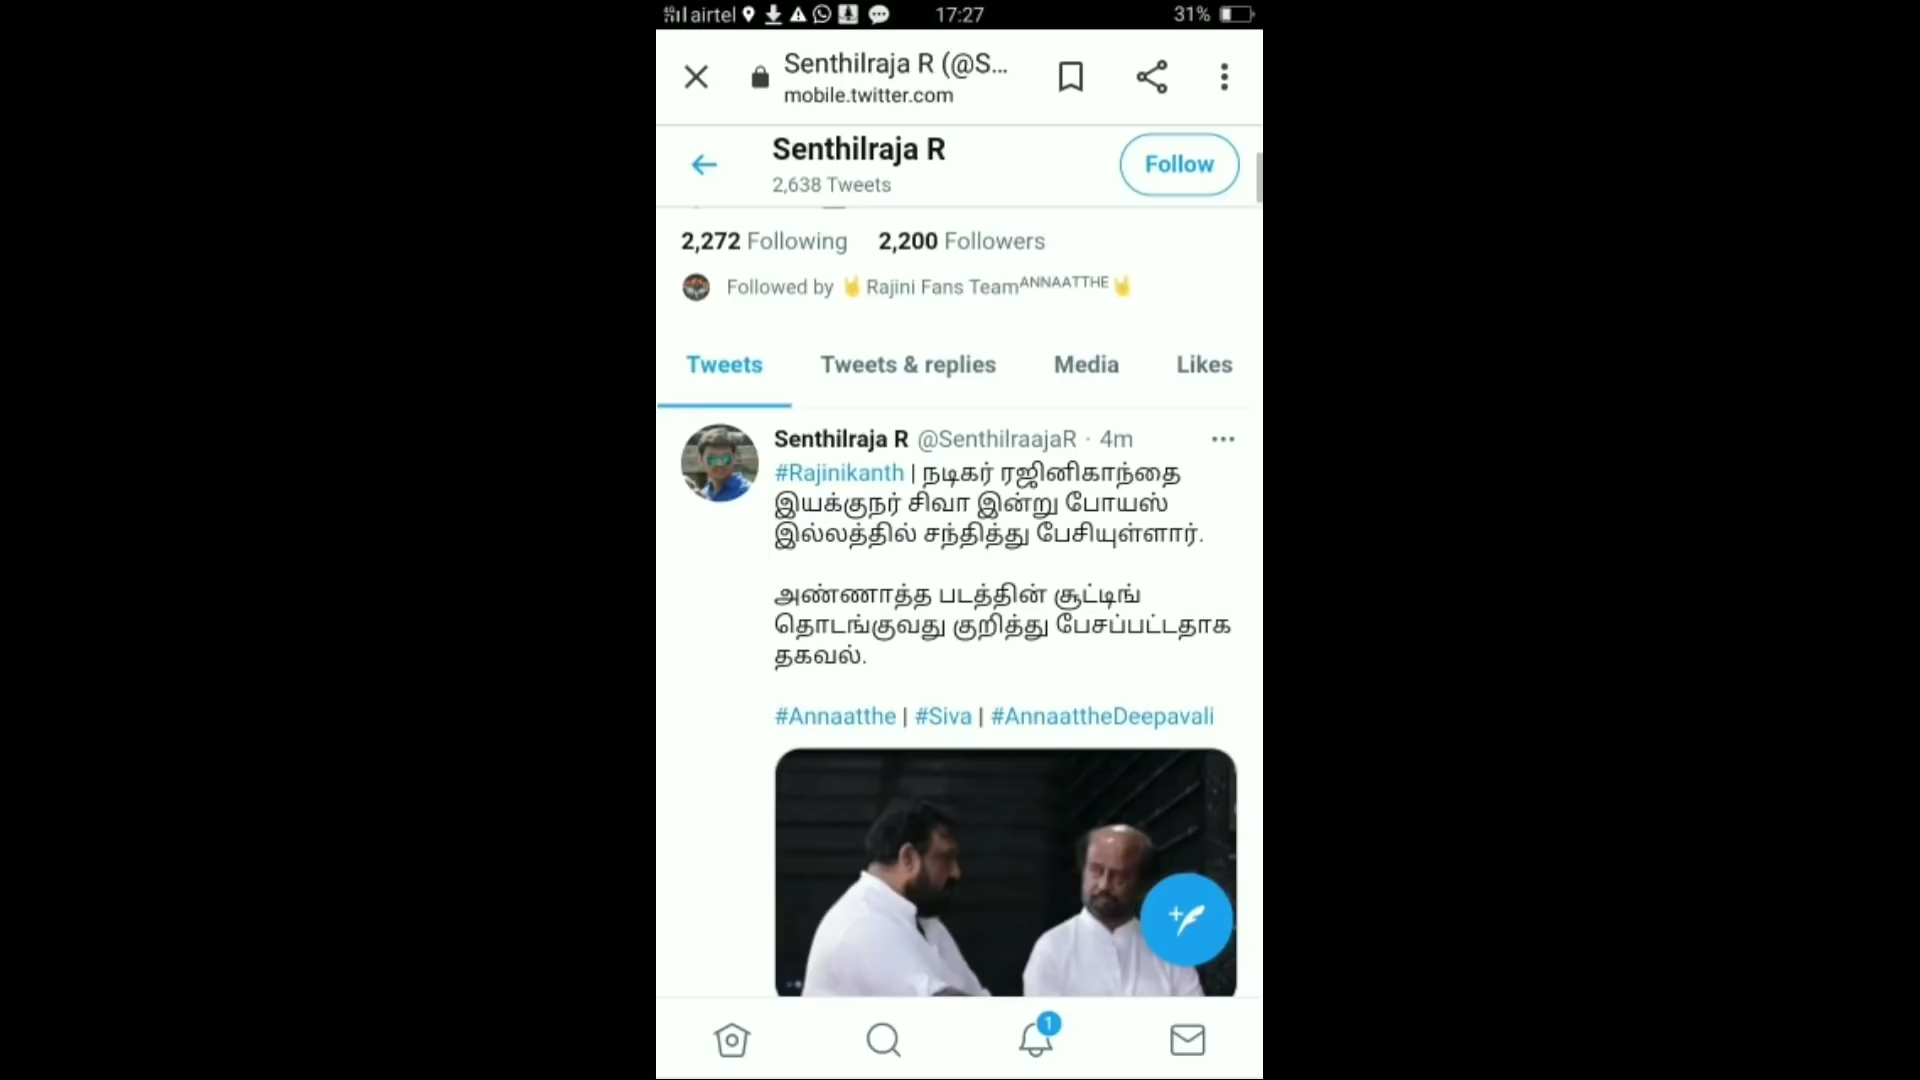 airtel 17:27 31%
Senthilraja R (@S...
mobile.twitter.com
Senthilraja R
2,638 Tweets
Follow
2,272 Following 2,200 Followers
Followed by 🤘Rajini Fans Teamᴬᴺᴺᴬᴬᵀᵀᴴᴱ🤘
Tweets Tweets & replies Media Likes
Senthilraja R @SenthilraajaR · 4m
#Rajinikanth | நடிகர் ரஜினிகாந்தை
இயக்குநர் சிவா இன்று போயஸ்
இல்லத்தில் சந்தித்து பேசியுள்ளார்.
அண்ணாத்த படத்தின் சூட்டிங்
தொடங்குவது குறித்து பேசப்பட்டதாக
தகவல்.
#Annaatthe | #Siva | #AnnaattheDeepavali
1